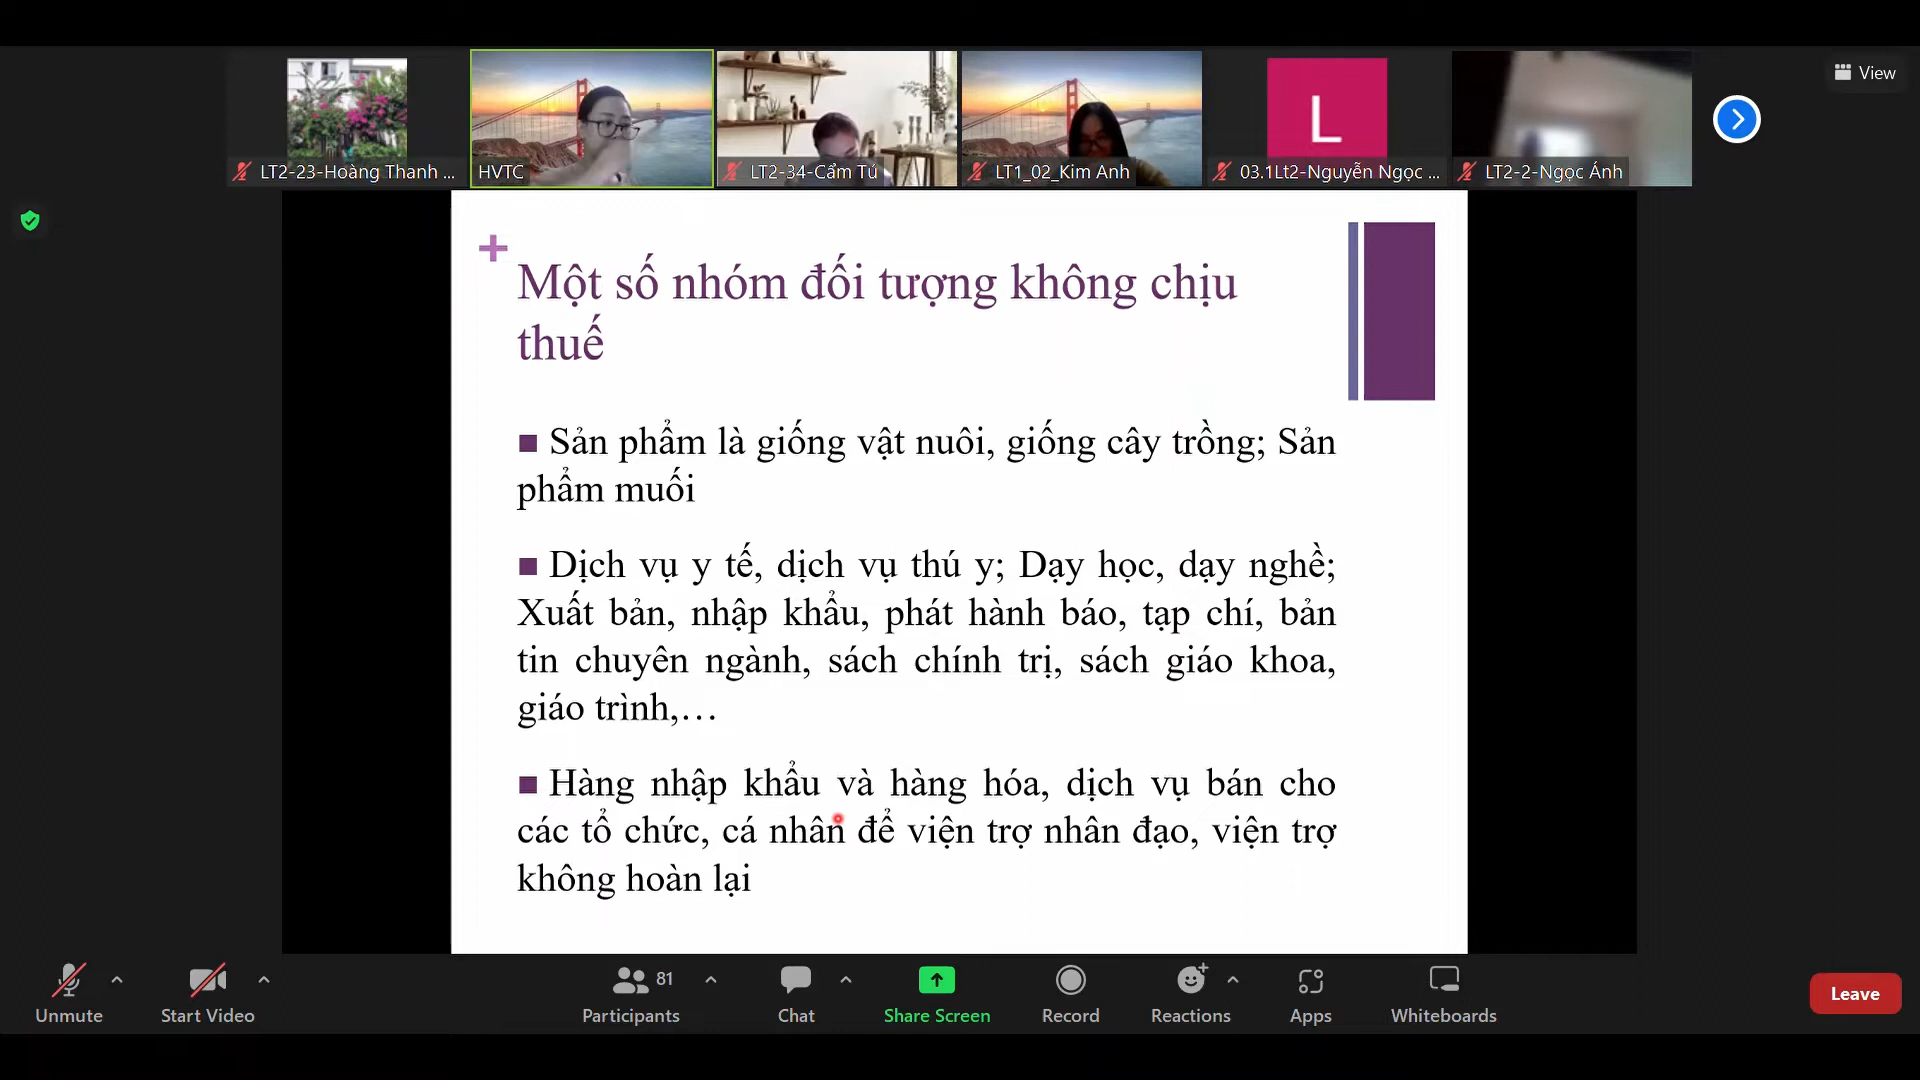 View
LT2-23-Hoàng Thanh ...
HVTC
LT2-34-Cẩm Tú
LT1_02_Kim Anh
L
03.1Lt2-Nguyễn Ngọc ...
LT2-2-Ngọc Ánh
Một số nhóm đối tượng không chịu
thuế
Sản phẩm là giống vật nuôi, giống cây trồng; Sản
phẩm muối
Dịch vụ y tế, dịch vụ thú y; Dạy học, dạy nghề;
Xuất bản, nhập khẩu, phát hành báo, tạp chí, bản
tin chuyên ngành, sách chính trị, sách giáo khoa,
giáo trình,…
Hàng nhập khẩu và hàng hóa, dịch vụ bán cho
các tổ chức, cá nhân để viện trợ nhân đạo, viện trợ
không hoàn lại
Unmute
Start Video
81
Participants
Chat
Share Screen
Record
Reactions
Apps
Whiteboards
Leave